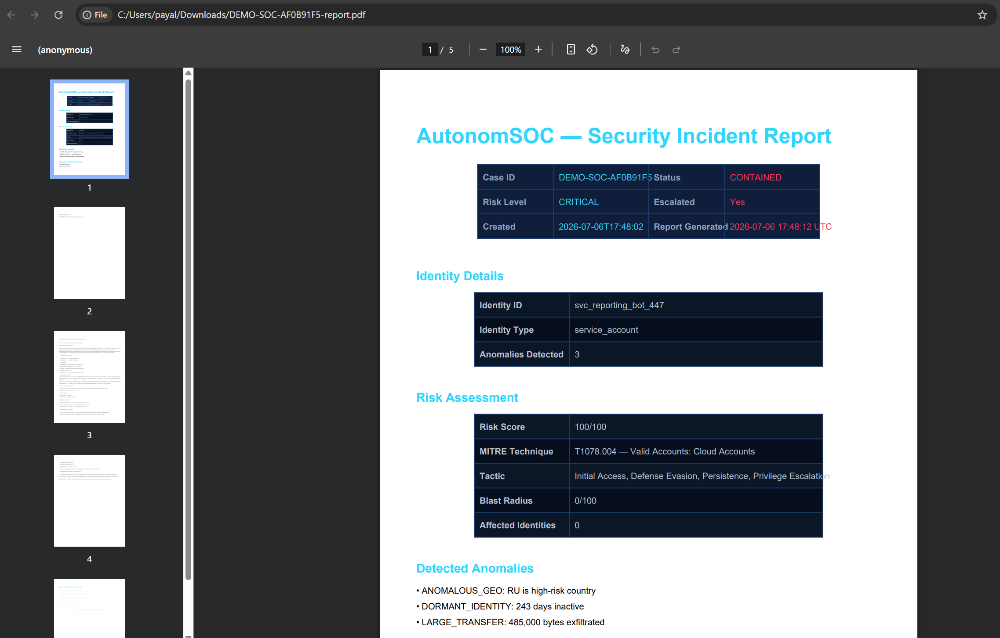 File C:/Users/payal/Downloads/DEMO-SOC-AF0B91F5-report.pdf
(anonymous) 1 / 5 100%
1
2
3
4
AutonomSOC — Security Incident Report
Case ID DEMO-SOC-AF0B91F5 Status CONTAINED
Risk Level CRITICAL Escalated Yes
Created 2026-07-06T17:48:02 Report Generated 2026-07-06 17:48:12 UTC
Identity Details
Identity ID svc_reporting_bot_447
Identity Type service_account
Anomalies Detected 3
Risk Assessment
Risk Score 100/100
MITRE Technique T1078.004 — Valid Accounts: Cloud Accounts
Tactic Initial Access, Defense Evasion, Persistence, Privilege Escalation
Blast Radius 0/100
Affected Identities 0
Detected Anomalies
• ANOMALOUS_GEO: RU is high-risk country
• DORMANT_IDENTITY: 243 days inactive
• LARGE_TRANSFER: 485,000 bytes exfiltrated